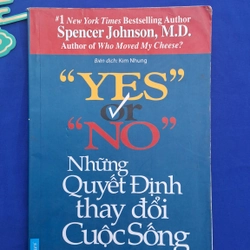 #1 New York Times Bestselling Author
Spencer Johnson, M.D.
Author of Who Moved My Cheese?
Biên dịch: Kim Nhung
"YES"
or
"NO"
Những
Quyết Định
thay đổi
Cuộc Sống